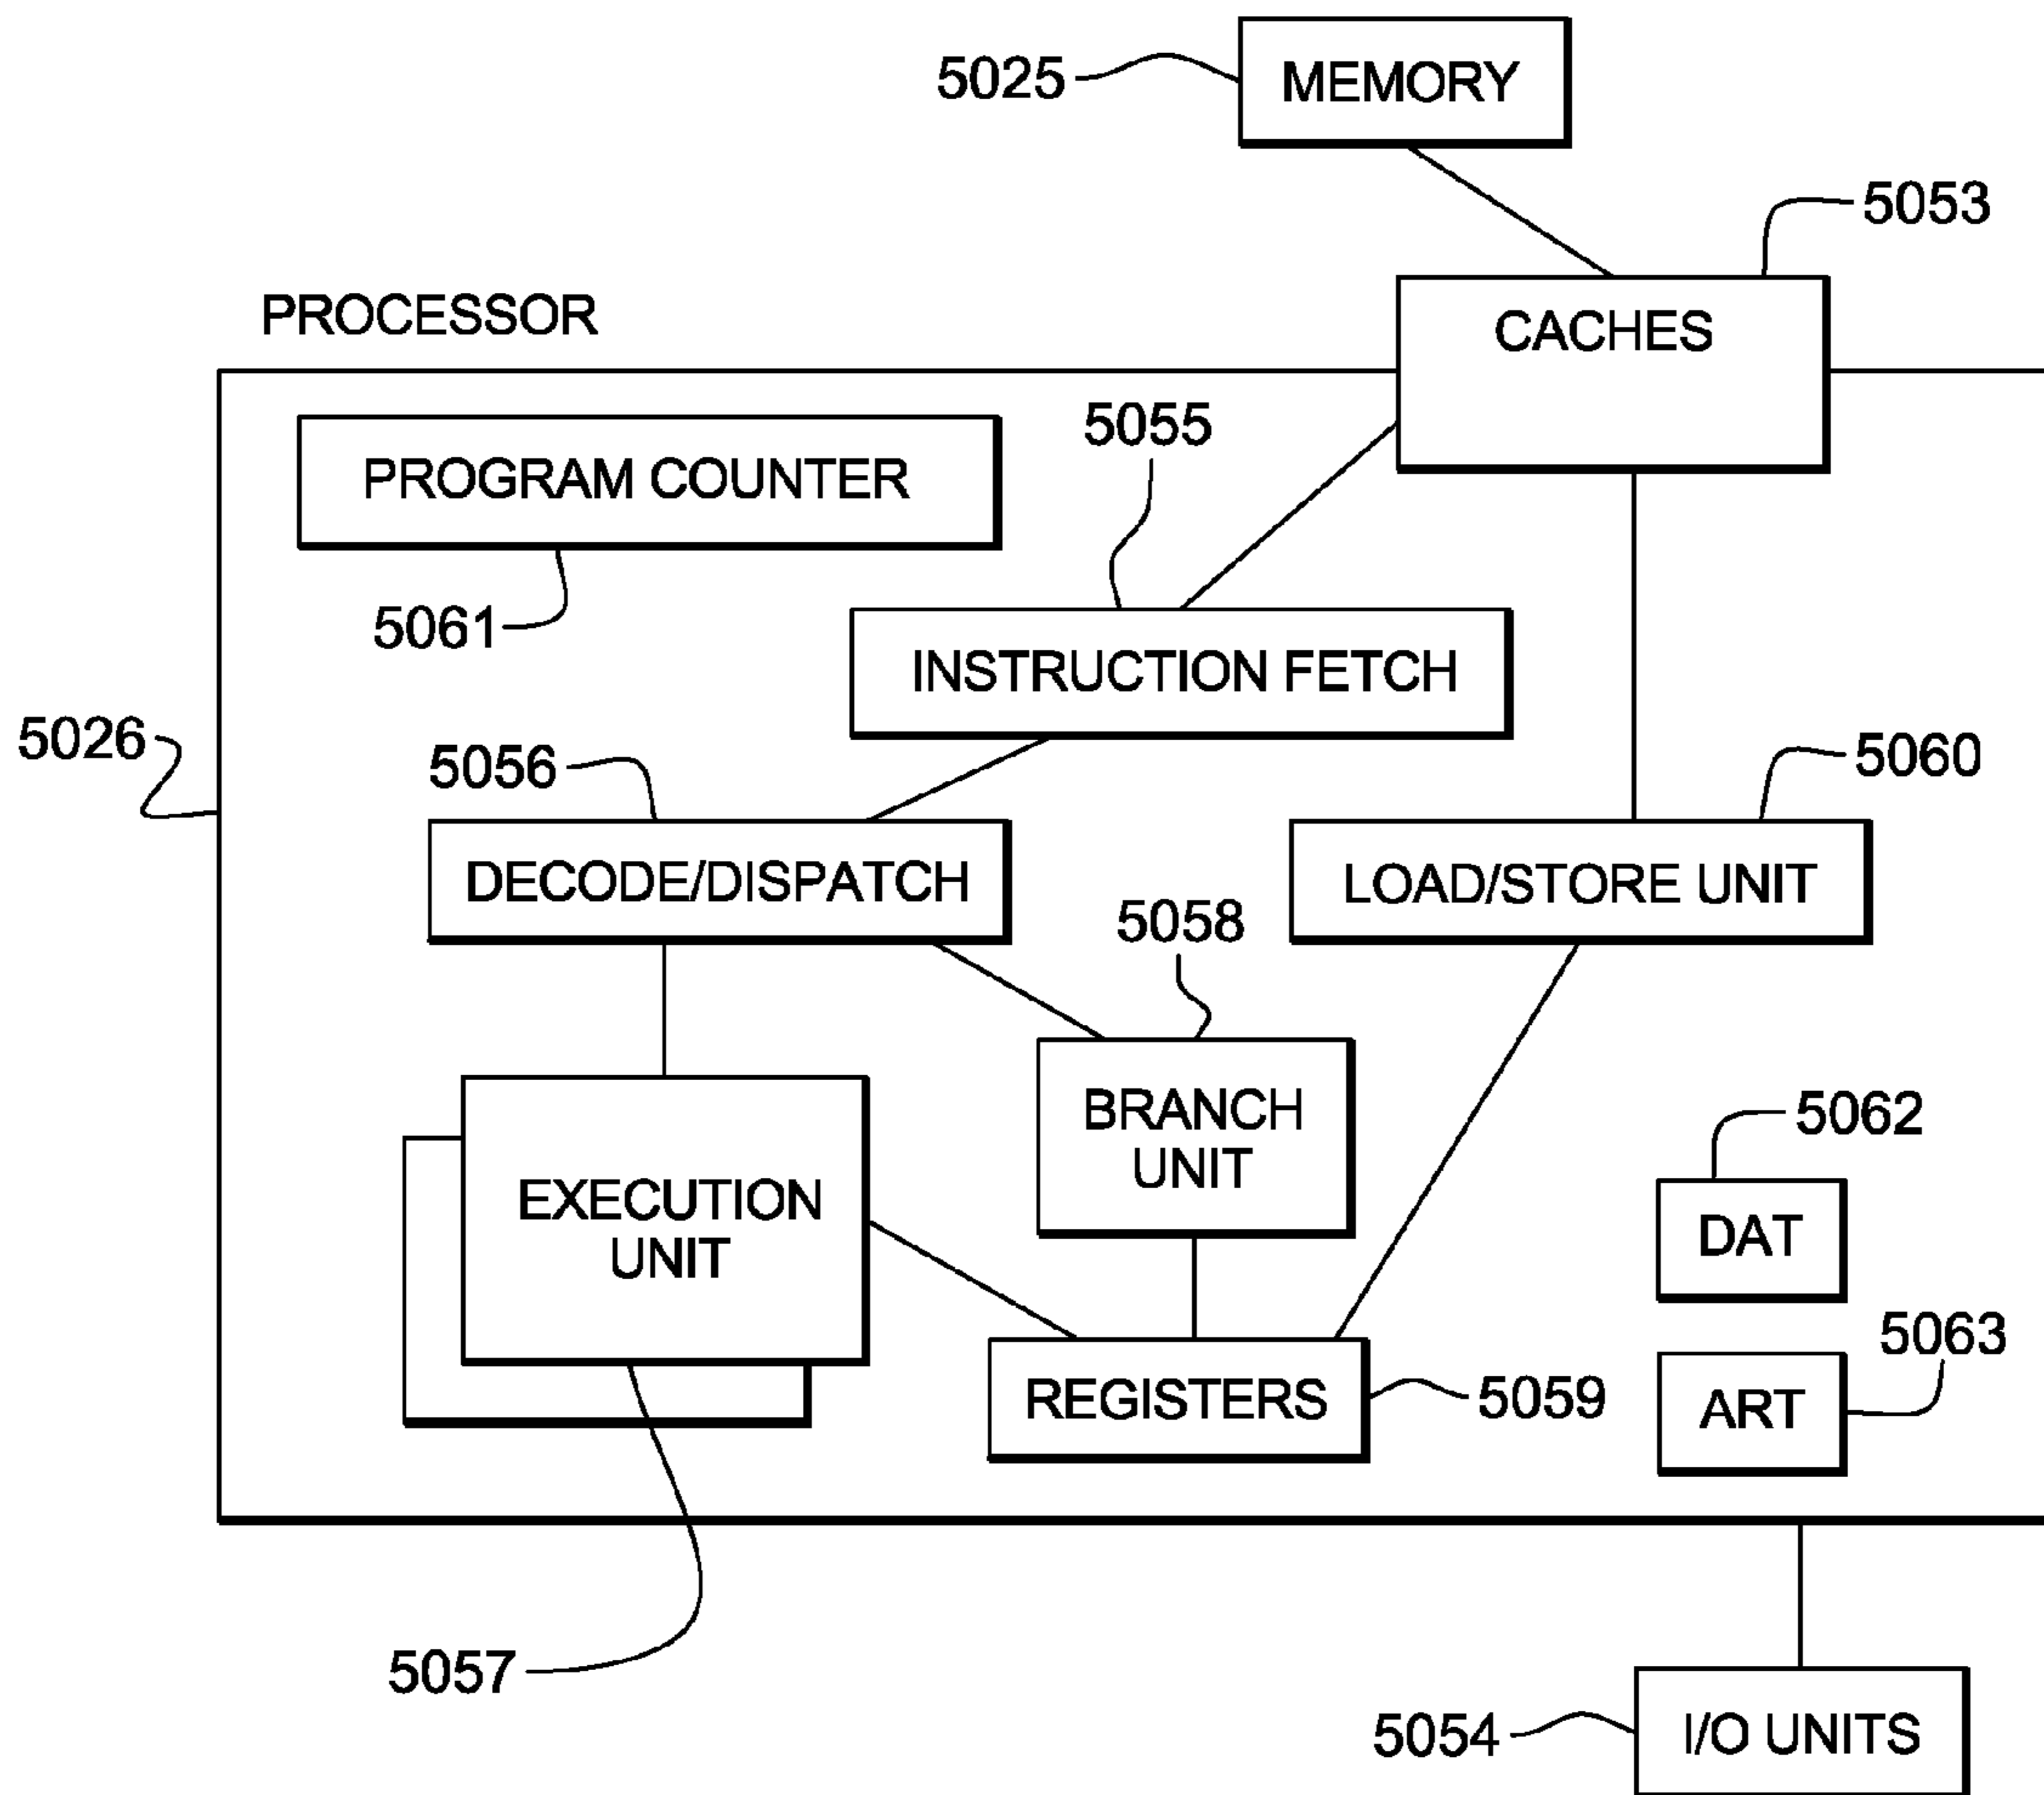 MEMORY
5025
5053
CACHES
PROCESSOR
5055
PROGRAM COUNTER
5061
INSTRUCTION FETCH
5026
5056
5060
DECODE/DISPATCH
LOAD/STORE UNIT
5058
BRANCH
UNIT
5062
EXECUTION
UNIT
DAT
5063
REGISTERS
5059
ART
5057
5054
I/O UNITS